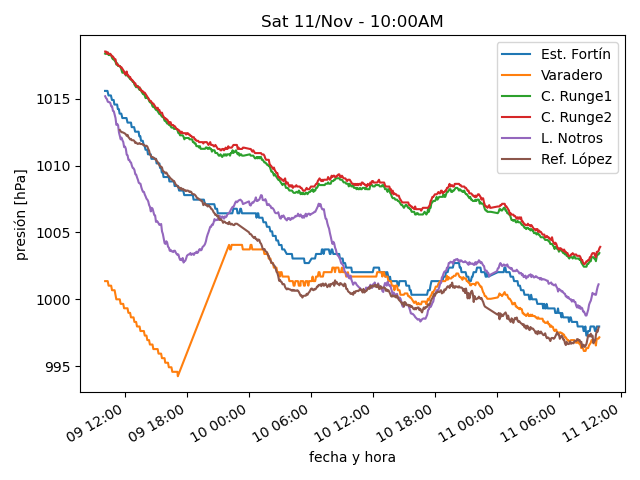 Sat 11/Nov - 10:00AM
Est. Fortín
Varadero
C. Runge1
C. Runge2
L. Notros
Ref. López
presión [hPa]
1015
1010
1005
1000
995
09 12:00
09 18:00
10 00:00
10 06:00
10 12:00
10 18:00
11 00:00
11 06:00
11 12:00
fecha y hora